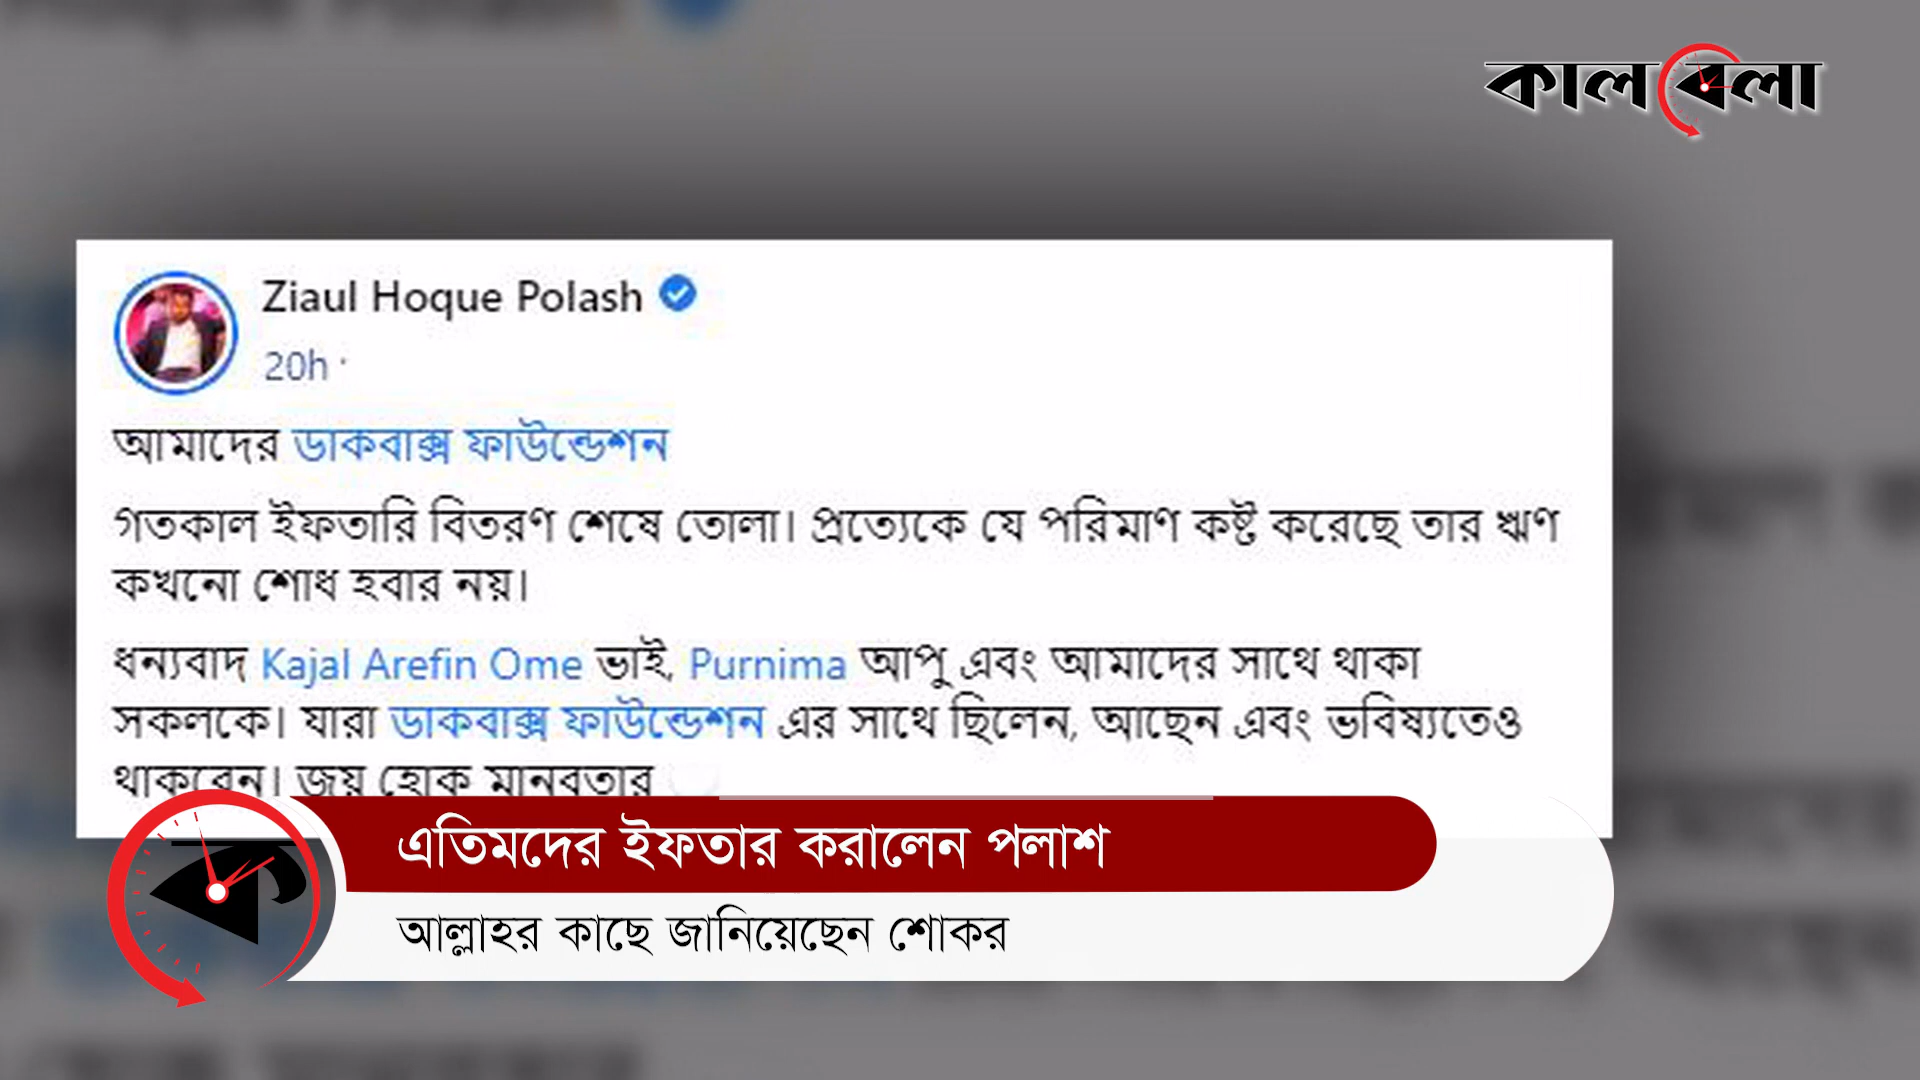 কালবেলা
Ziaul Hoque Polash
20h ·
আমাদের ডাকবাক্স ফাউন্ডেশন
গতকাল ইফতারি বিতরণ শেষে তোলা। প্রত্যেকে যে পরিমাণ কষ্ট করেছে তার ঋণ
কখনো শোধ হবার নয়।
ধন্যবাদ Kajal Arefin Ome ভাই, Purnima আপু এবং আমাদের সাথে থাকা
সকলকে। যারা ডাকবাক্স ফাউন্ডেশন এর সাথে ছিলেন, আছেন এবং ভবিষ্যতেও
থাকবেন। জয় হোক মানবতার
এতিমদের ইফতার করালেন পলাশ
আল্লাহর কাছে জানিয়েছেন শোকর